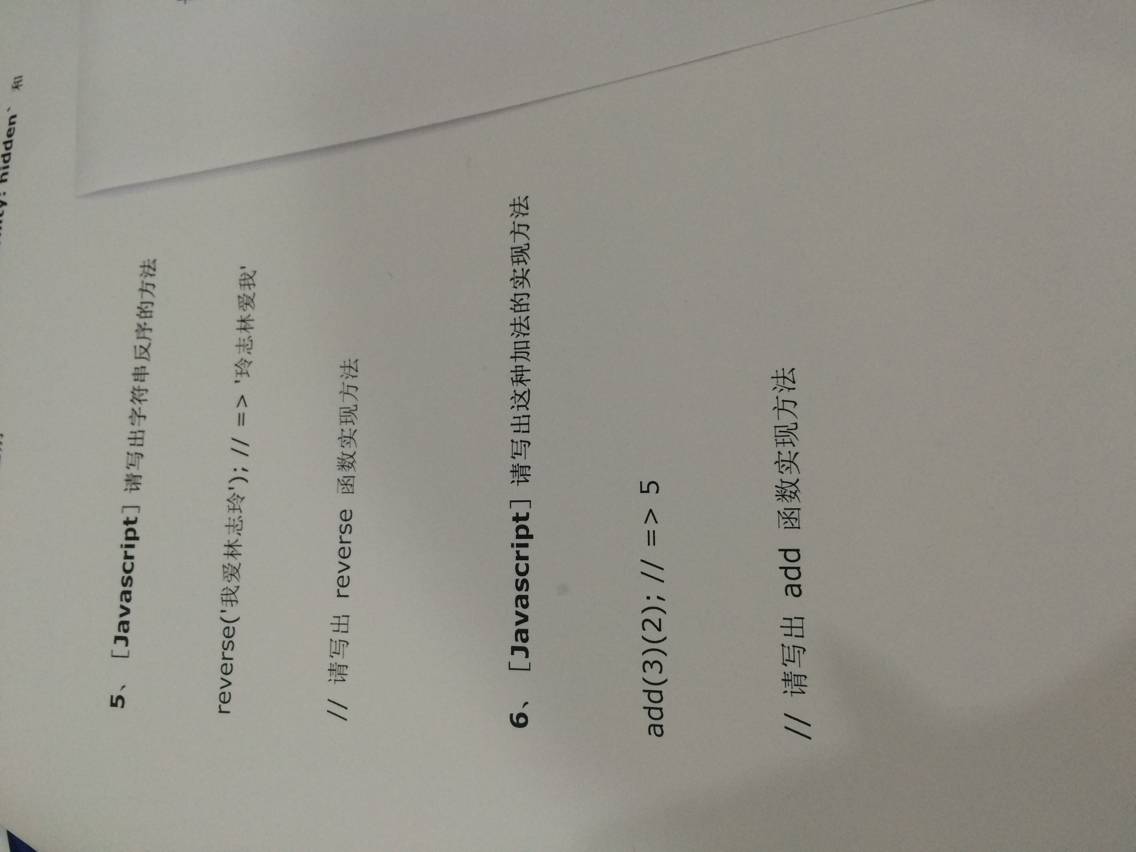 hidden` 和
5、［Javascript］请写出字符串反序的方法
reverse('我爱林志玲'); // => '玲志林爱我'
// 请写出 reverse 函数实现方法
6、［Javascript］请写出这种加法的实现方法
add(3)(2); // => 5
// 请写出 add 函数实现方法